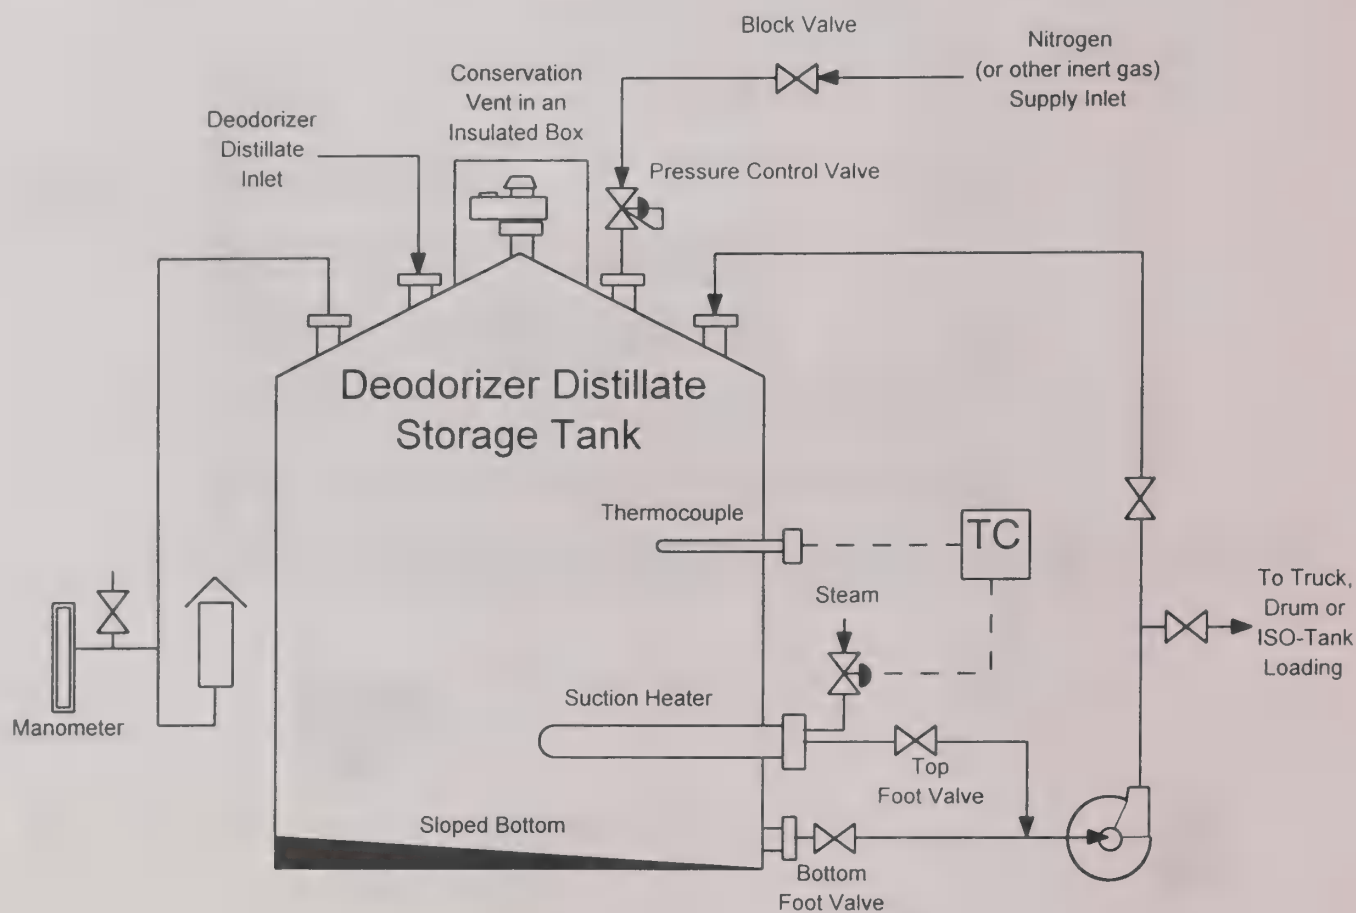 Block Valve
Nitrogen
(or other inert gas)
Supply Inlet
Conservation
Vent in an
Insulated Box
Deodorizer
Distillate
Inlet
Pressure Control Valve
Deodorizer Distillate
Storage Tank
Thermocouple
TC
Steam
To Truck,
Drum or
ISO-Tank
Loading
Suction Heater
Manometer
Top
Foot Valve
Sloped Bottom
Bottom
Foot Valve